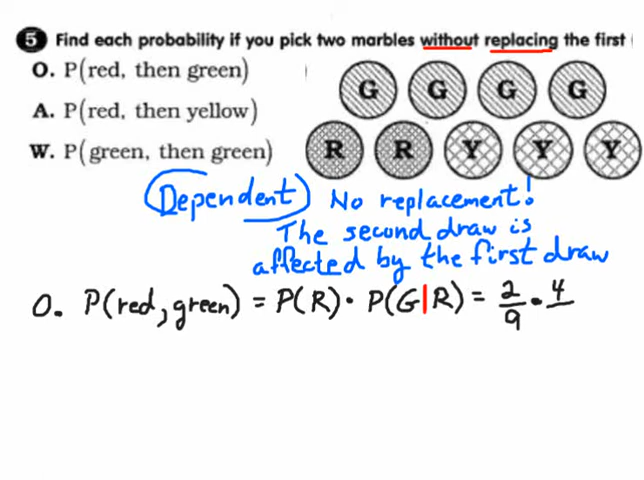 5 Find each probability if you pick two marbles without replacing the first
O. P(red, then green)
A. P(red, then yellow)
W. P(green, then green)
G G G G
R R Y Y Y
Dependent No replacement!
The second draw is
affected by the first draw
O. P(red, green) = P(R) · P(G|R) = 2/9 · 4/